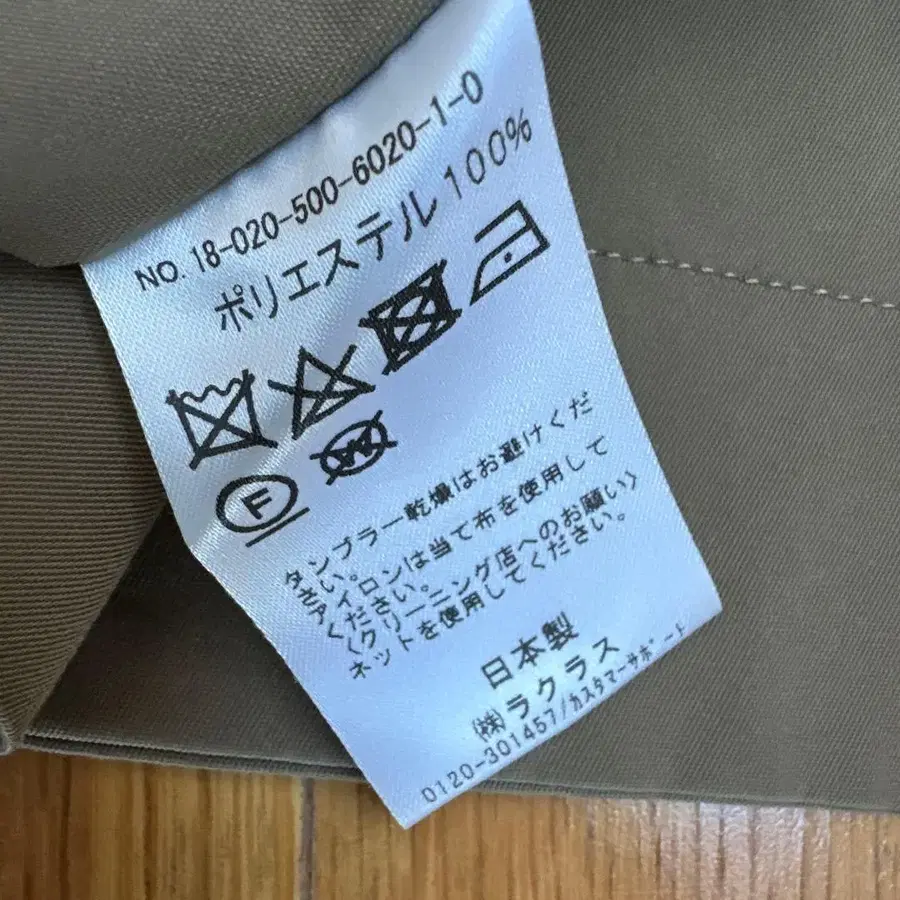 NO. 18-020-500-6020-1-0
ポリエステル 100%
F
W
タンブラー乾燥はお避けくだ
さい。
アイロンは当て布を使用して
ください。
〈クリーニング店へのお願い〉
ネットを使用してください。
日本製
㈱ラクラス
0120-301457/カスタマーサポート